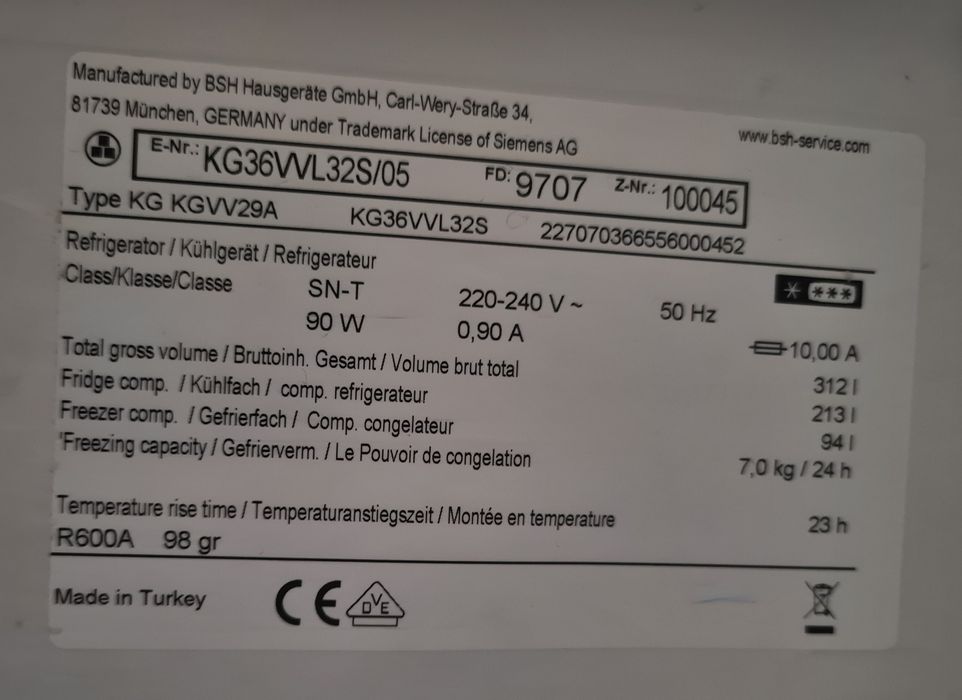 Manufactured by BSH Hausgeräte GmbH, Carl-Wery-Straße 34,
81739 München, GERMANY under Trademark License of Siemens AG
www.bsh-service.com
E-Nr.: KG36VVL32S/05 FD: 9707 Z-Nr.: 100045
Type KG KGVV29A KG36VVL32S 227070366556000452
Refrigerator / Kühlgerät / Refrigerateur
Class/Klasse/Classe SN-T 220-240 V ~ 50 Hz
90 W 0,90 A 10,00 A
Total gross volume / Bruttoinh. Gesamt / Volume brut total 312 l
Fridge comp. / Kühlfach / comp. refrigerateur 213 l
Freezer comp. / Gefrierfach / Comp. congelateur 94 l
'Freezing capacity / Gefrierverm. / Le Pouvoir de congelation 7,0 kg / 24 h
Temperature rise time / Temperaturanstiegszeit / Montée en temperature 23 h
R600A 98 gr
Made in Turkey CE DVE